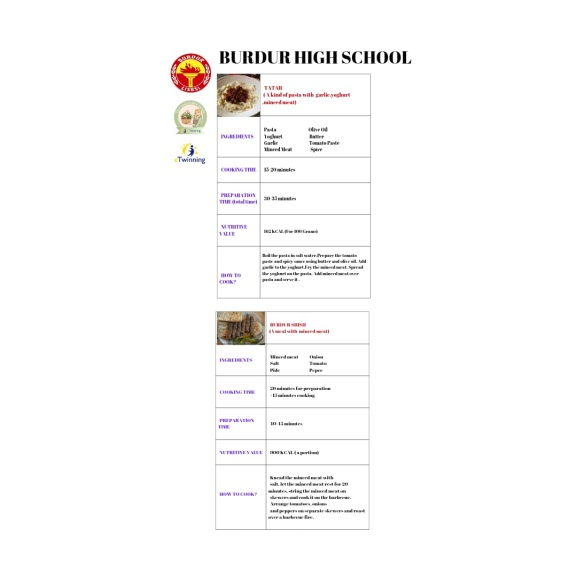 BURDUR HIGH SCHOOL
BURDUR
LİSESİ
eTwinning
TATAR
( A kind of pasta with garlic,yoghurt
,minced meat)
INGREDIENTS
Pasta Olive Oil
Yoghurt Butter
Garlic Tomato Paste
Minced Meat Spice
COOKING TIME
15-20 minutes
PREPARATION
TIME (total time)
30-35 minutes
NUTRITIVE
VALUE
162 KCAL (For 100 Grams)
HOW TO
COOK?
Boil the pasta in salt water.Prepare the tomato
paste and spicy sauce using butter and olive oil. Add
garlic to the yoghurt.Fry the minced meat. Spread
the yoghurt on the pasta. Add minced meat over
pasta and serve it .
BURDUR SHISH
(A meat with minced meat)
INGREDIENTS
Minced meat Onion
Salt Tomato
Pide Peper
COOKING TIME
20 minutes for preparation
-15 minutes cooking
PREPARATION
TIME
40-45 minutes
NUTRITIVE VALUE
900 KCAL ( a portion)
HOW TO COOK?
Knead the minced meat with
salt, let the minced meat rest for 20
minutes, string the minced meat on
skewers and cook it on the barbecue.
Arrange tomatoes, onions
and peppers on separate skewers and roast
over a barbecue fire.